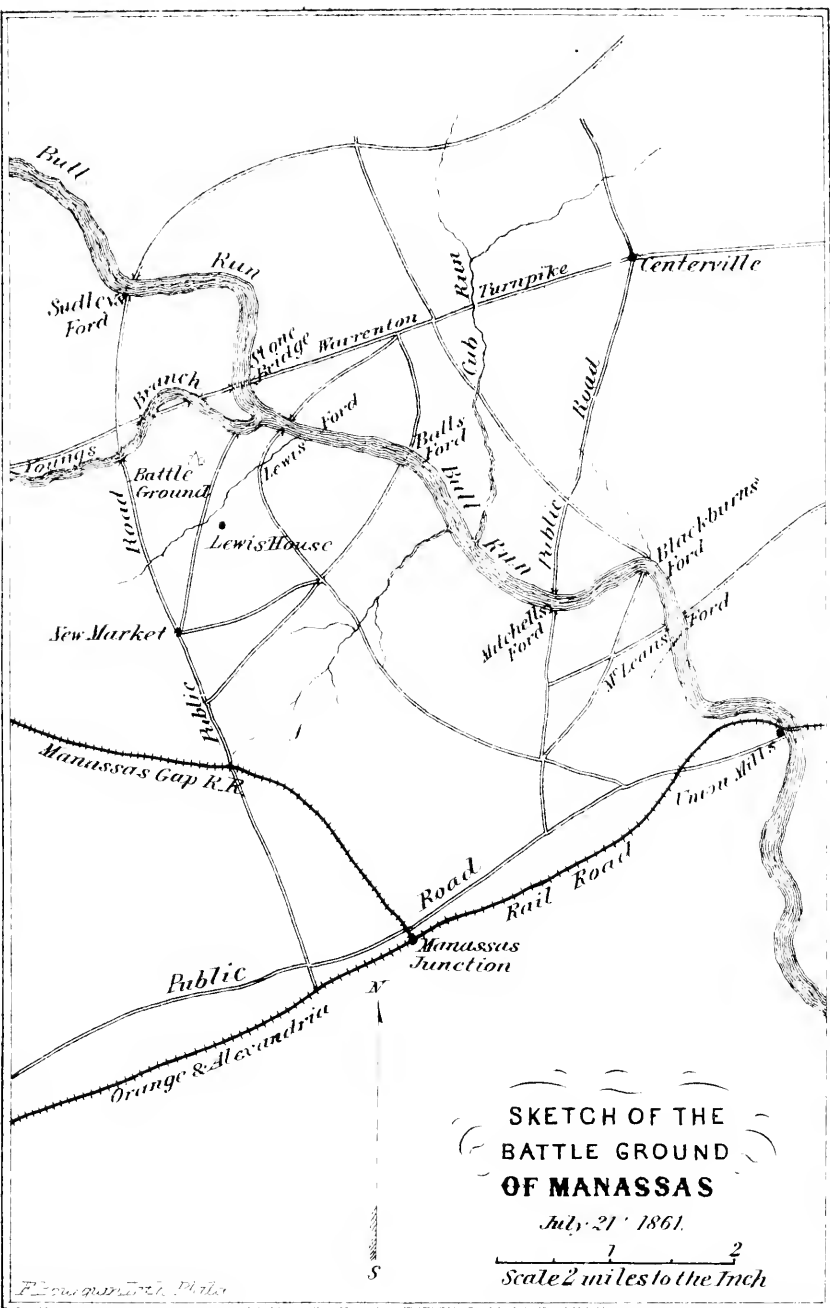 Bull
Run
Sudleys
Ford
Stone
Bridge
Warrenton
Turnpike
Centerville
Cub Run
Road
Youngs
Branch
Battle
Ground
Lewis Ford
Balls
Ford
Bull
Run
Road
Lewis House
Public
Blackburns
Ford
New Market
Mitchells
Ford
McLeans Ford
Public
Manassas Gap R.R.
Union Mills
Road
Rail Road
Manassas
Junction
Public
N
Orange & Alexandria
SKETCH OF THE
BATTLE GROUND
OF MANASSAS
July 21' 1861.
1 2
Scale 2 miles to the Inch
S